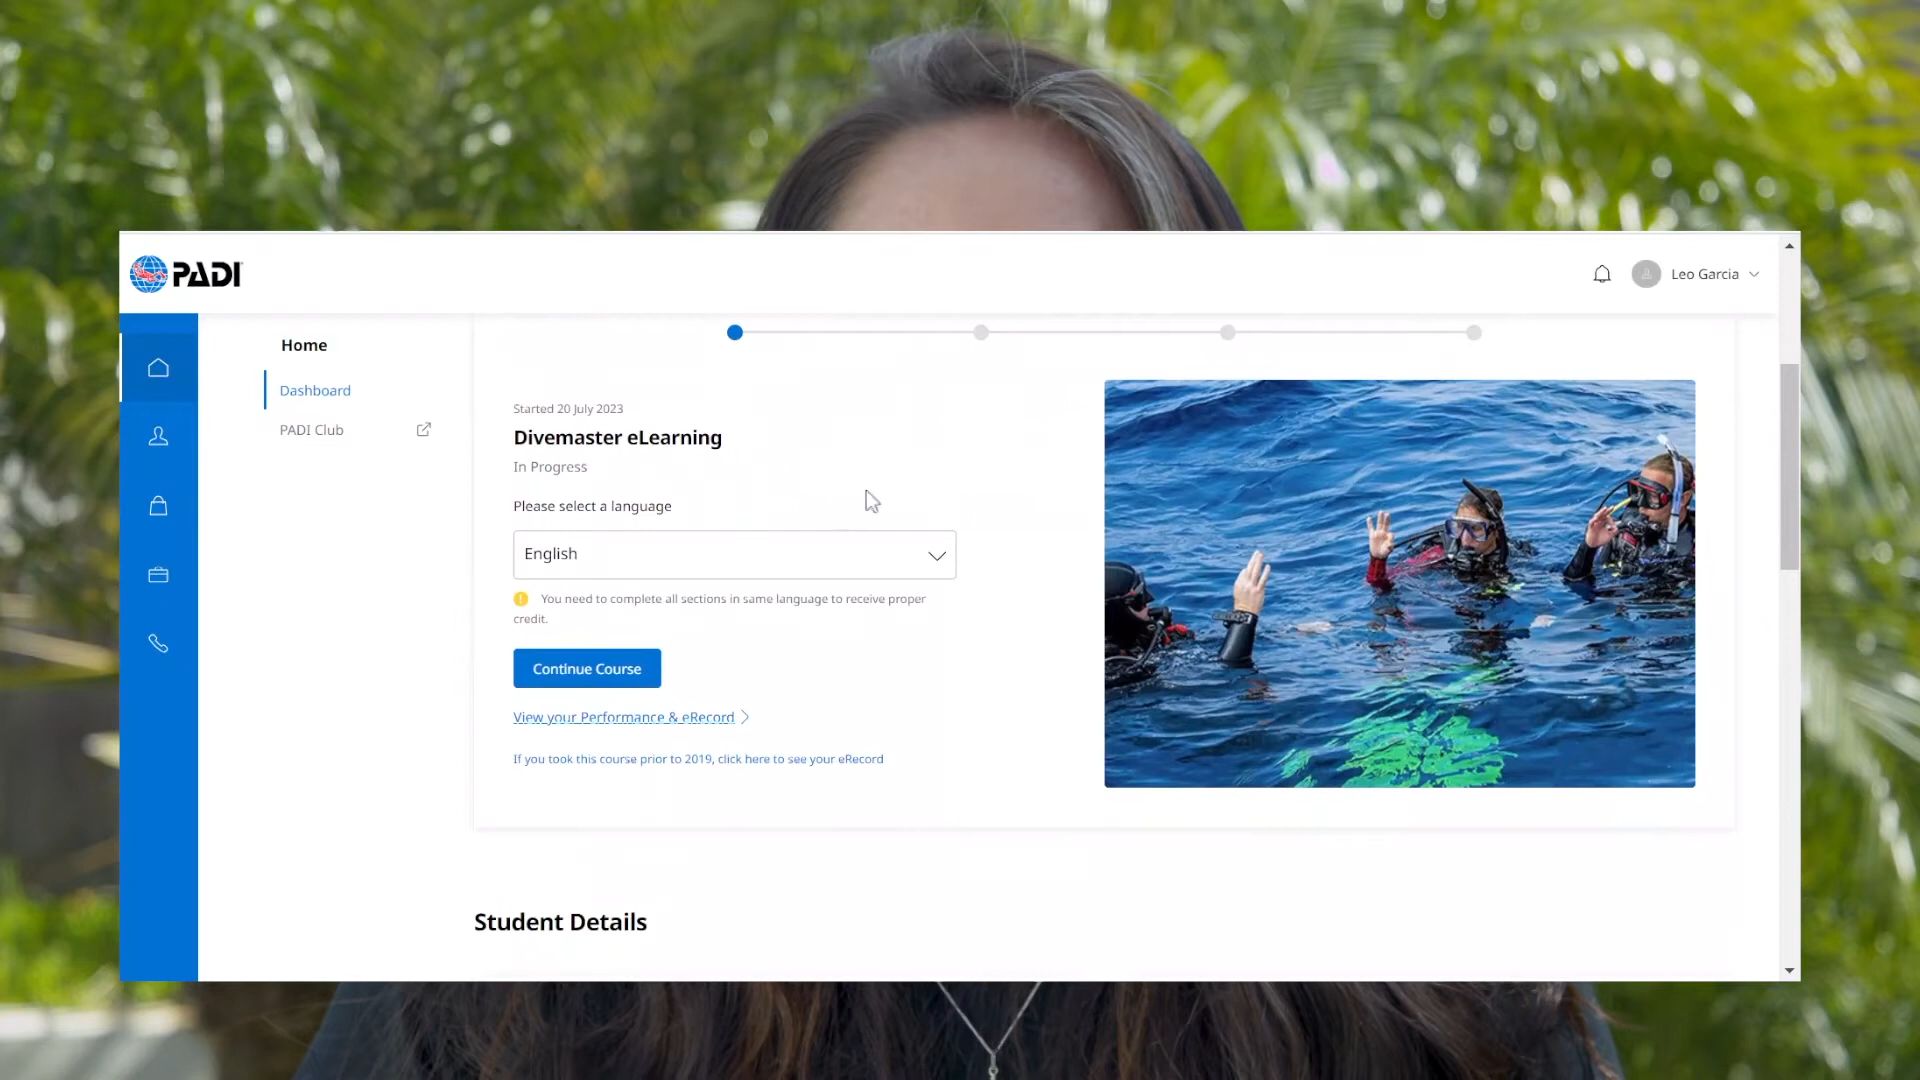 PADI
Leo Garcia
Home
Dashboard
PADI Club
Started 20 July 2023
Divemaster eLearning
In Progress
Please select a language
English
You need to complete all sections in same language to receive proper
credit.
Continue Course
View your Performance & eRecord
If you took this course prior to 2019, click here to see your eRecord
Student Details